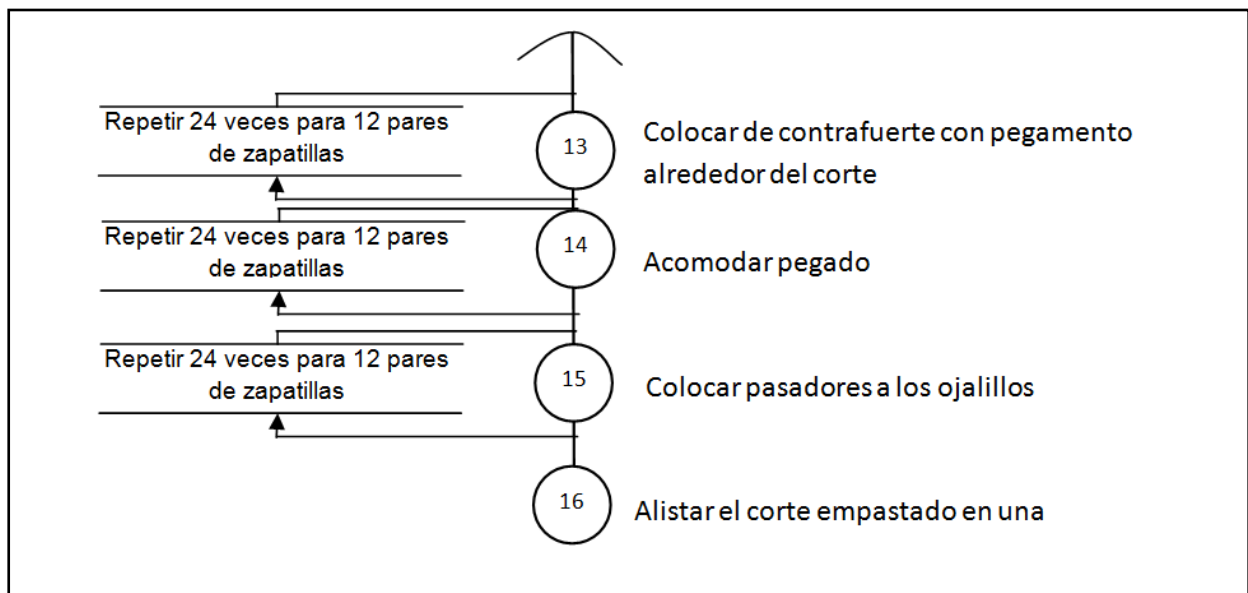 Repetir 24 veces para 12 pares
de zapatillas
13
Colocar de contrafuerte con pegamento
alrededor del corte
Repetir 24 veces para 12 pares
de zapatillas
14
Acomodar pegado
Repetir 24 veces para 12 pares
de zapatillas
15
Colocar pasadores a los ojalillos
16
Alistar el corte empastado en una